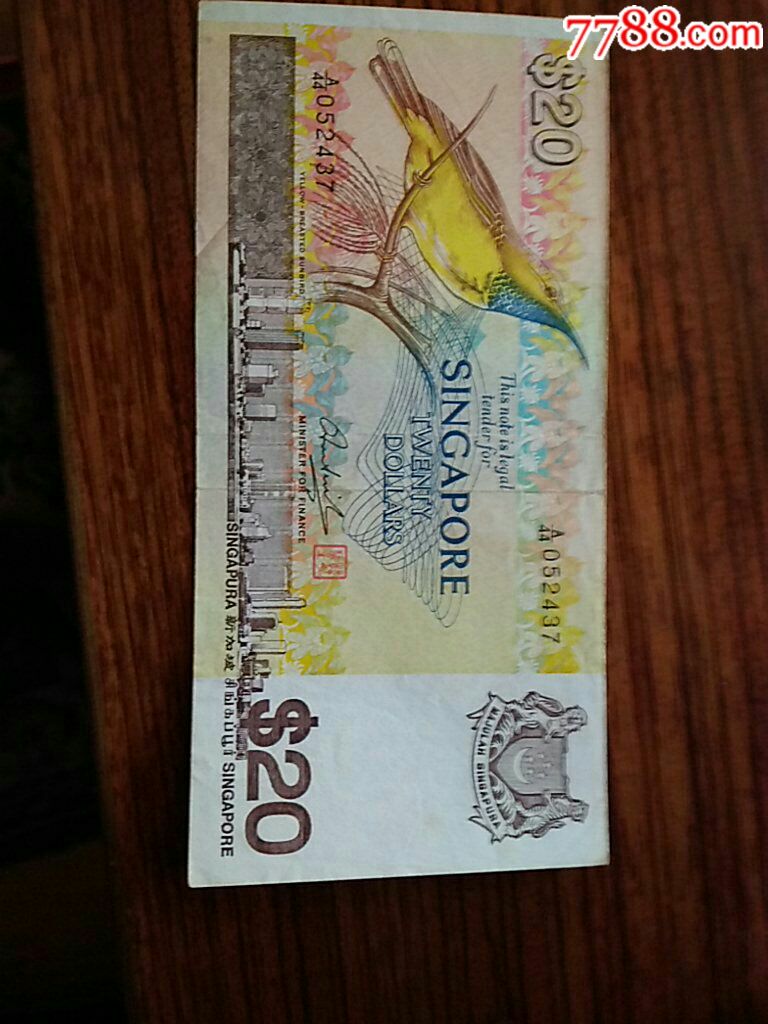 7788.com
$20
A/44 052437
YELLOW-BREASTED SUNBIRD
This note is legal
tender for
SINGAPORE
TWENTY
DOLLARS
MINISTER FOR FINANCE
A/44 052437
MAJULAH SINGAPURA
$20
SINGAPURA 新加坡 சிங்கப்பூர் SINGAPORE